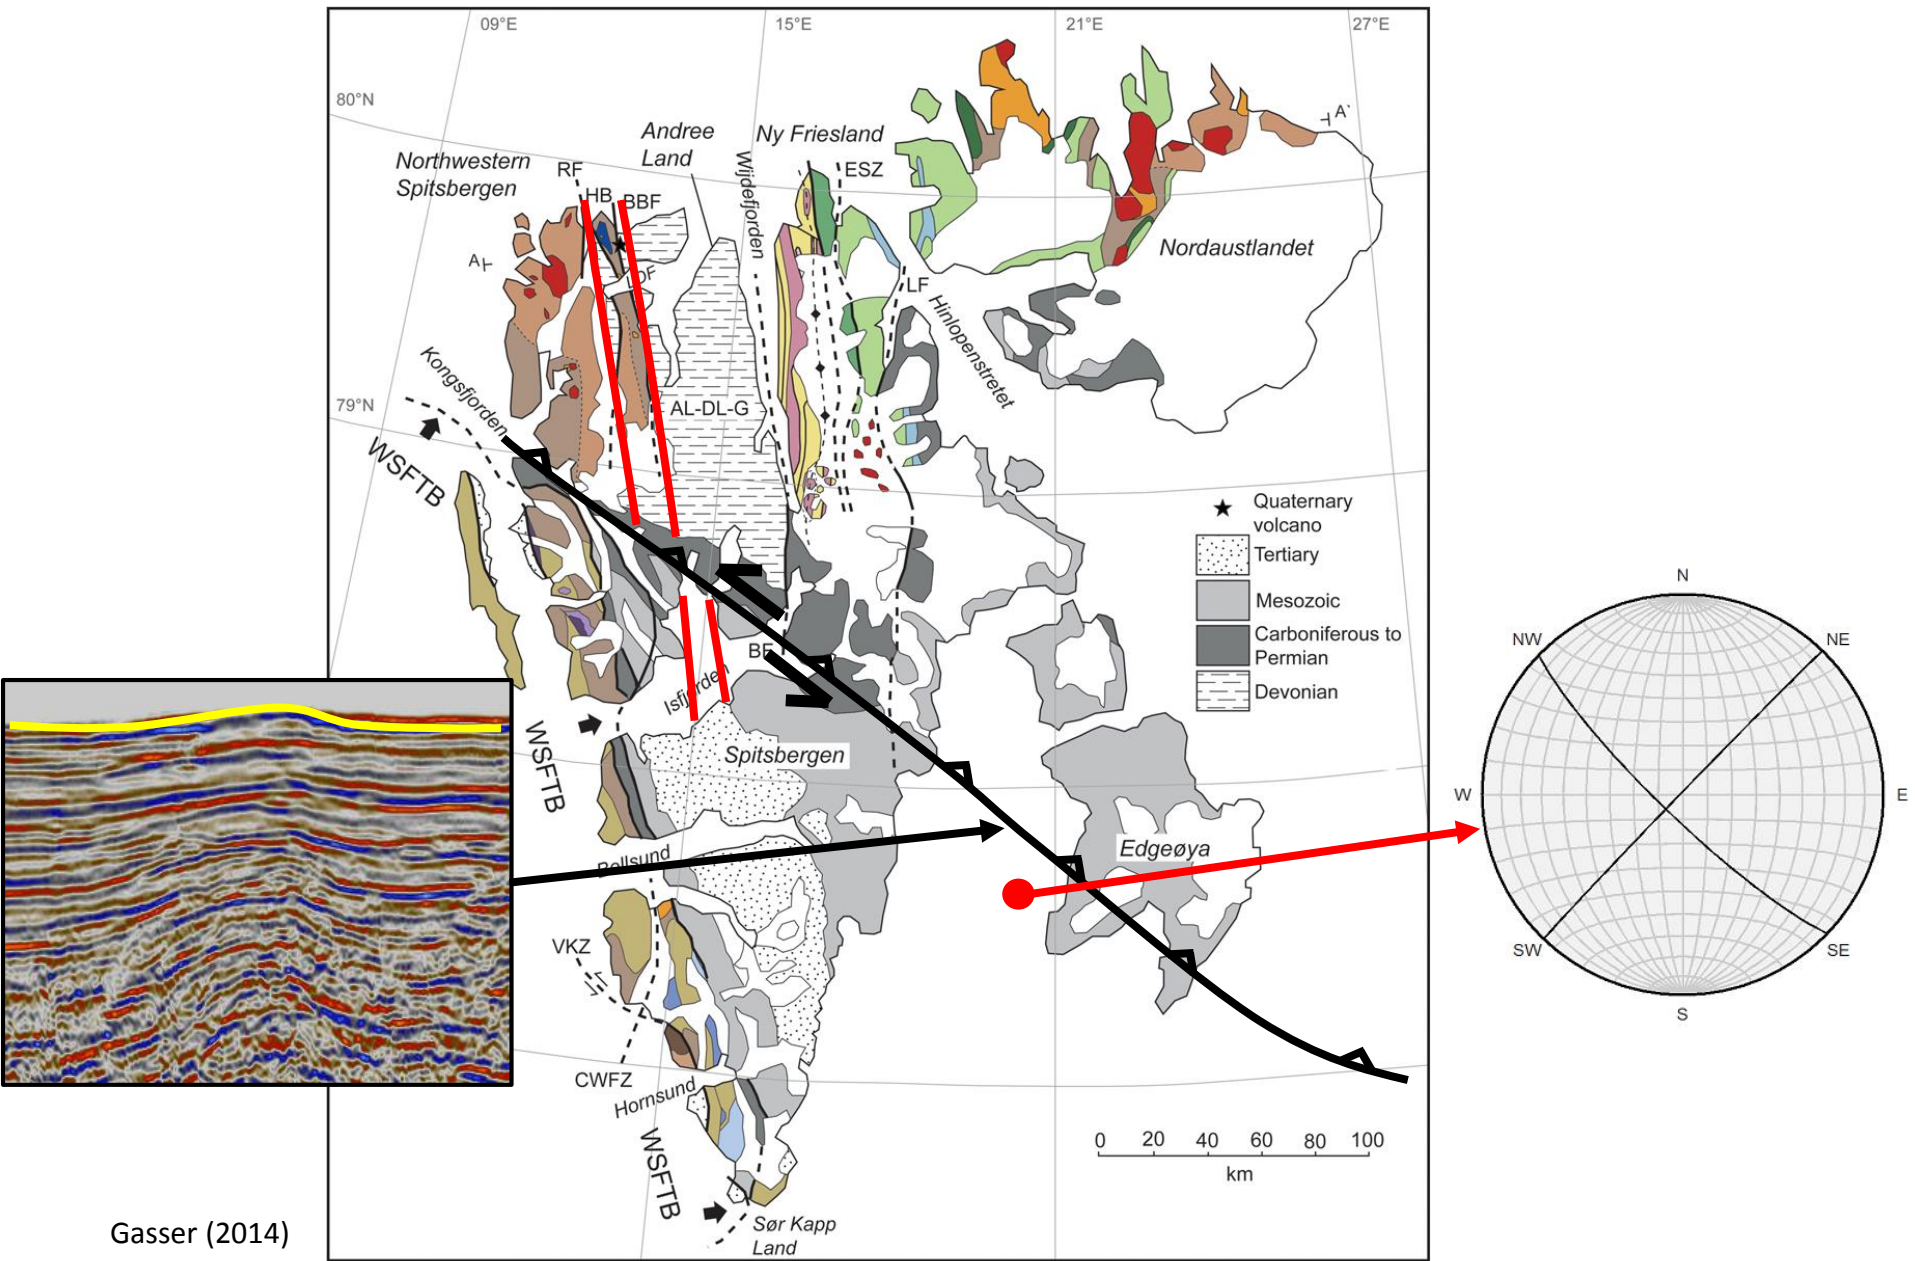 09°E
15°E
21°E
27°E
80°N
A`
Andree
Land
Ny Friesland
Northwestern
Spitsbergen
RF
Wijdefjorden
ESZ
HB
BBF
Nordaustlandet
A
LF
Hinlopenstretet
Kongsfjorden
79°N
AL-DL-G
WSFTB
Quaternary
volcano
Tertiary
Mesozoic
Carboniferous to
Permian
Devonian
N
NW
NE
W
E
SW
SE
S
Isfjorden
WSFTB
Spitsbergen
Edgeøya
Bellsund
VKZ
CWFZ
Hornsund
WSFTB
0 20 40 60 80 100
km
Sør Kapp
Land
Gasser (2014)